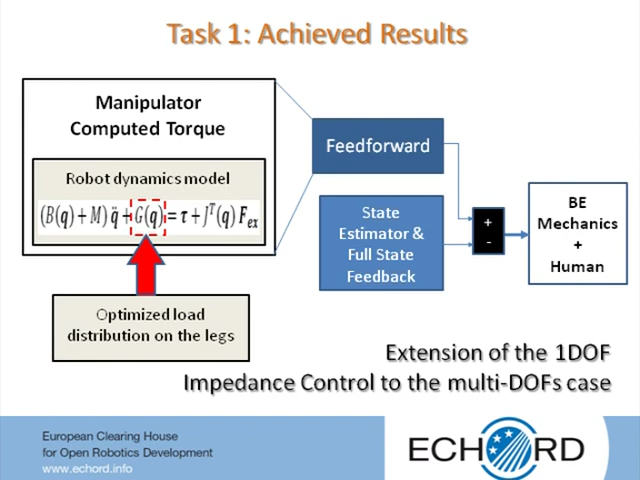 Task 1: Achieved Results
Manipulator
Computed Torque
Robot dynamics model
(B(q) + M) q̈ + G(q) = τ + Jᵀ(q) Fₑₓ
Optimized load
distribution on the legs
Feedforward
State
Estimator &
Full State
Feedback
+
-
BE
Mechanics
+
Human
Extension of the 1DOF
Impedance Control to the multi-DOFs case
European Clearing House
for Open Robotics Development
www.echord.info
ECHORD